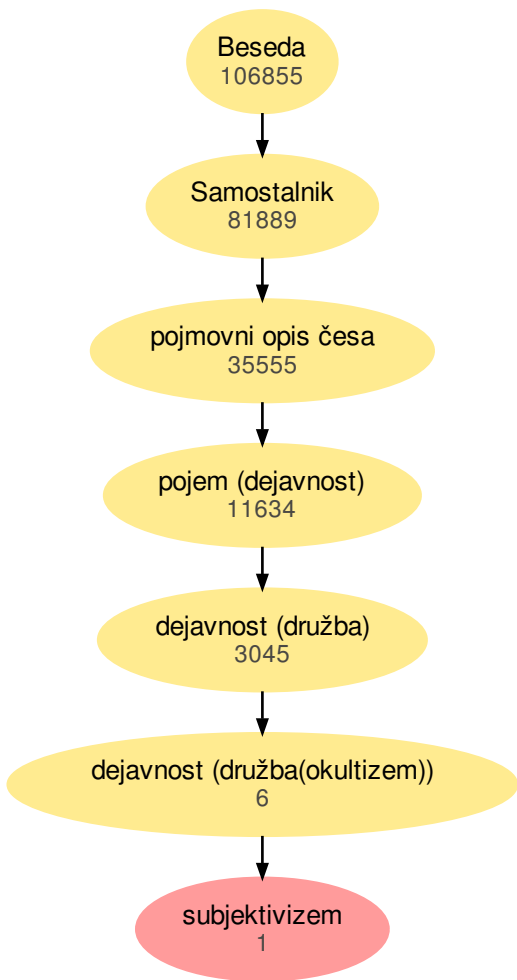 Beseda
106855
Samostalnik
81889
pojmovni opis česa
35555
pojem (dejavnost)
11634
dejavnost (družba)
3045
dejavnost (družba(okultizem))
6
subjektivizem
1